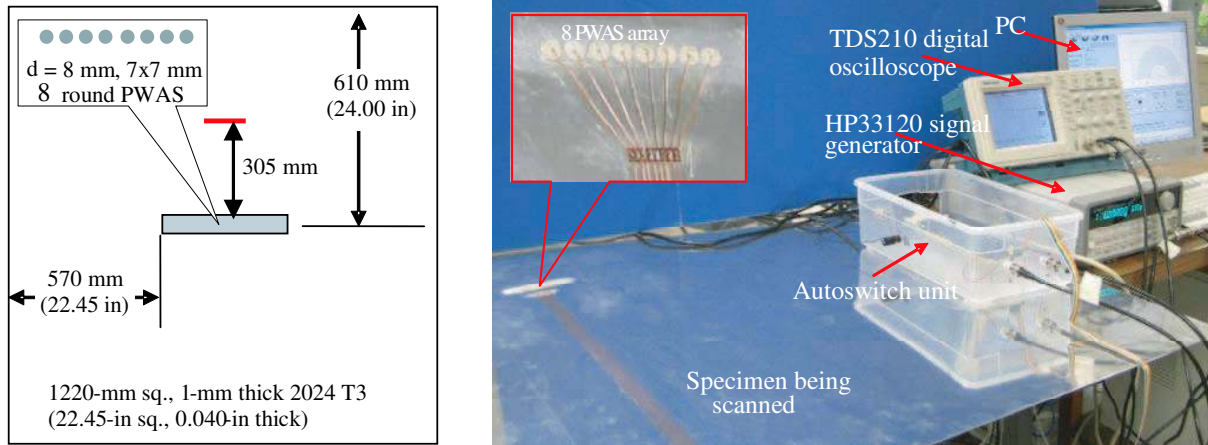 d = 8 mm, 7x7 mm
8 round PWAS
610 mm
(24.00 in)
305 mm
570 mm
(22.45 in)
1220-mm sq., 1-mm thick 2024 T3
(22.45-in sq., 0.040-in thick)
8 PWAS array
PC
TDS210 digital
oscilloscope
HP33120 signal
generator
Autoswitch unit
Specimen being
scanned